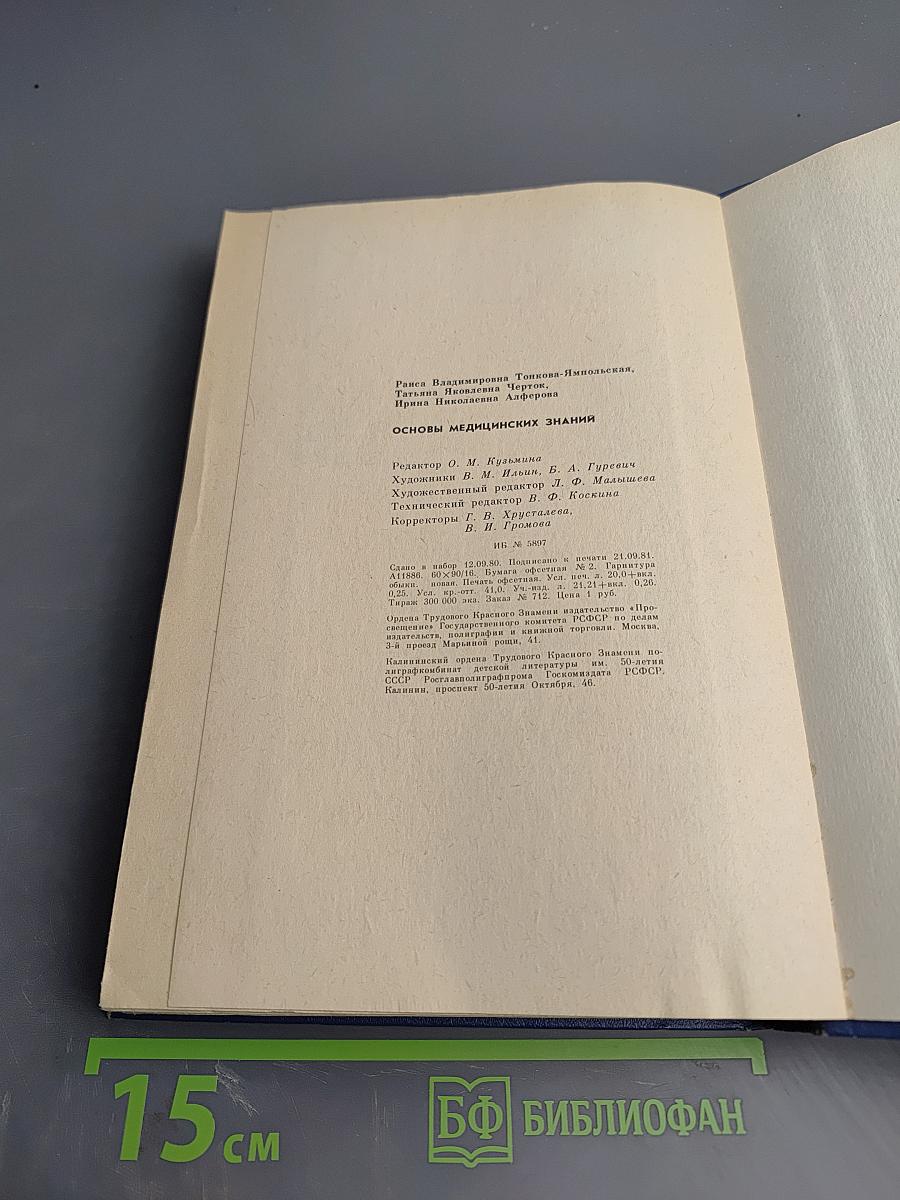 Раиса Владимировна Тонкова-Ямпольская,
Татьяна Яковлевна Черток,
Ирина Николаевна Алферова
ОСНОВЫ МЕДИЦИНСКИХ ЗНАНИЙ
Редактор О. М. Кузьмина
Художники В. М. Ильин, Б. А. Гуревич
Художественный редактор Л. Ф. Малышева
Технический редактор В. Ф. Коскина
Корректоры Г. В. Хрусталева,
В. И. Громова
ИБ № 5897
Сдано в набор 12.09.80. Подписано к печати 21.09.81.
А11886. 60×90/16. Бумага офсетная № 2. Гарнитура
обыкн. новая. Печать офсетная. Усл. печ. л. 20,0+вкл.
0,25. Усл. кр.-отт. 41,0. Уч.-изд. л. 21,21+вкл. 0,26.
Тираж 300 000 экз. Заказ № 712. Цена 1 руб.
Ордена Трудового Красного Знамени издательство «Про-
свещение» Государственного комитета РСФСР по делам
издательств, полиграфии и книжной торговли. Москва,
3-й проезд Марьиной рощи, 41.
Калининский ордена Трудового Красного Знамени по-
лиграфкомбинат детской литературы им. 50-летия
СССР Росглавполиграфпрома Госкомиздата РСФСР.
Калинин, проспект 50-летия Октября, 46.
15 см
БФ БИБЛИОФАН